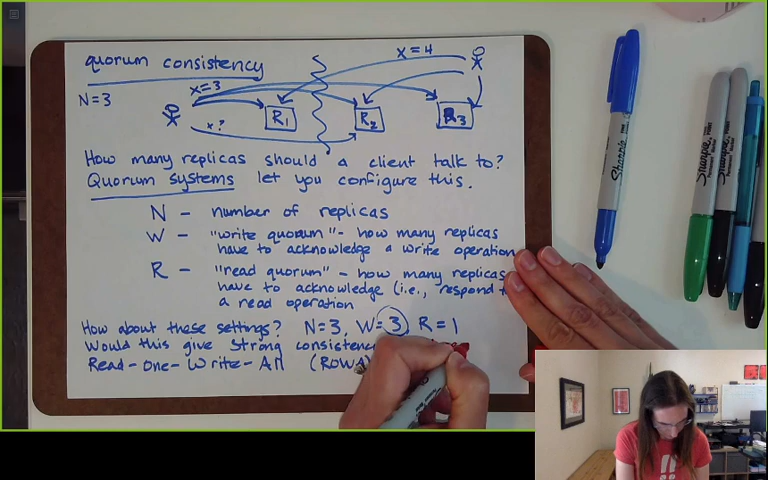 quorum consistency
x=4
N=3
x=3
R1
R2
R3
x?
How many replicas should a client talk to?
Quorum systems let you configure this.
N - number of replicas
W - "write quorum" - how many replicas
have to acknowledge a write operation
R - "read quorum" - how many replicas
have to acknowledge (i.e., respond
a read operation
How about these settings? N=3, W=3, R=1
Would this give strong consistency
Read-One-Write-All (ROWA)
Sharpie
Sharpie
Sharpie